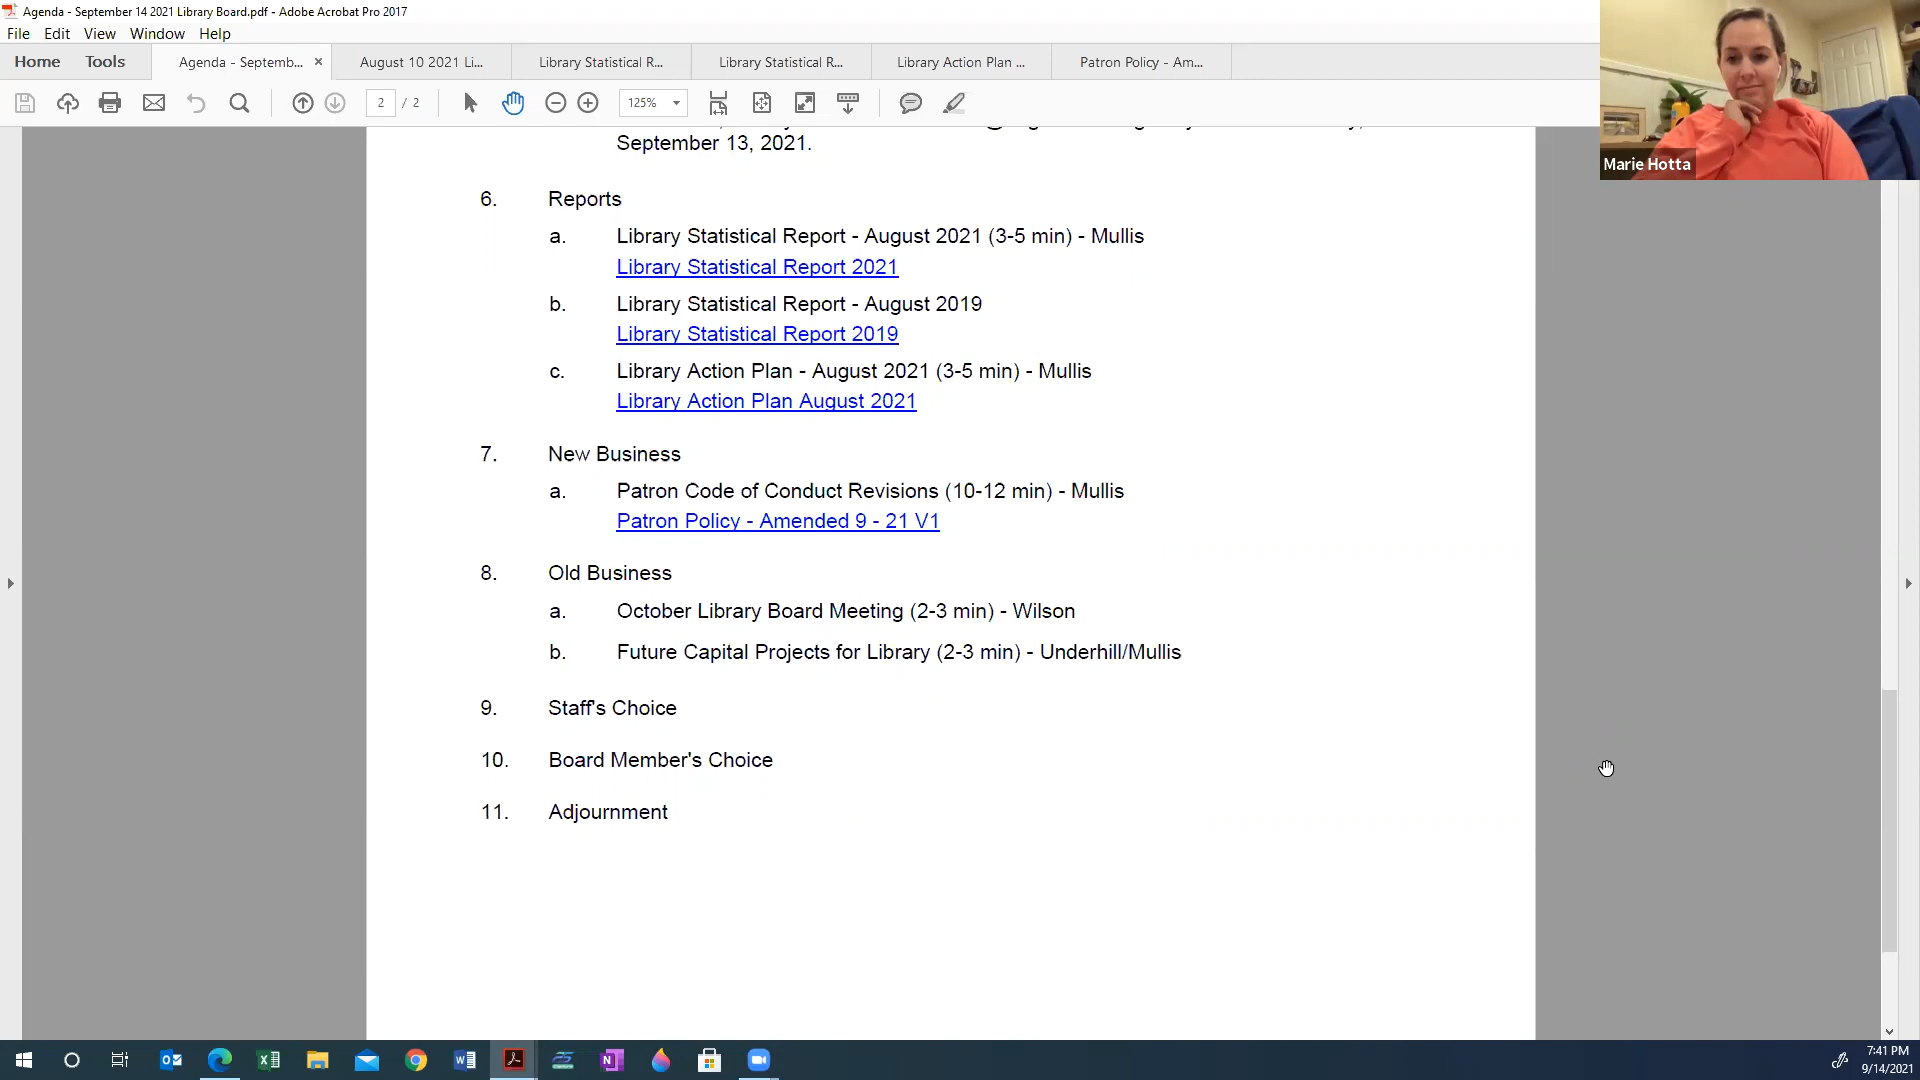 Agenda - September 14 2021 Library Board.pdf - Adobe Acrobat Pro 2017
File Edit View Window Help
Home Tools Agenda - Septemb... × August 10 2021 Li... Library Statistical R... Library Statistical R... Library Action Plan ... Patron Policy - Am...
2 / 2 125%
September 13, 2021.
Marie Hotta
6. Reports
a. Library Statistical Report - August 2021 (3-5 min) - Mullis
Library Statistical Report 2021
b. Library Statistical Report - August 2019
Library Statistical Report 2019
c. Library Action Plan - August 2021 (3-5 min) - Mullis
Library Action Plan August 2021
7. New Business
a. Patron Code of Conduct Revisions (10-12 min) - Mullis
Patron Policy - Amended 9 - 21 V1
8. Old Business
a. October Library Board Meeting (2-3 min) - Wilson
b. Future Capital Projects for Library (2-3 min) - Underhill/Mullis
9. Staff's Choice
10. Board Member's Choice
11. Adjournment
7:41 PM
9/14/2021